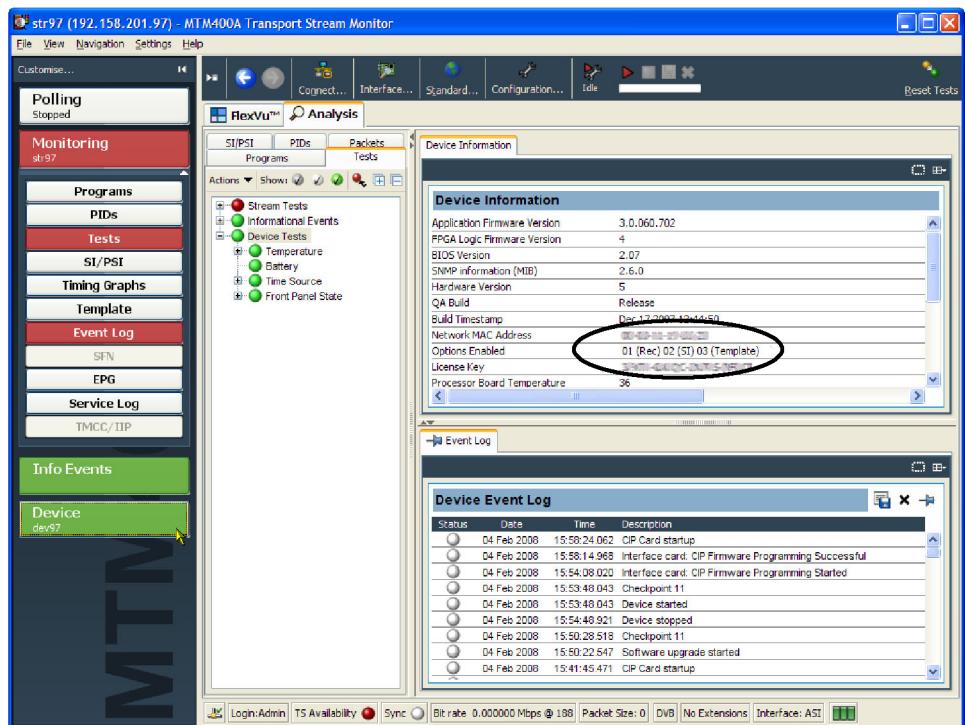 str97 (192.158.201.97) - MTM400A Transport Stream Monitor
File View Navigation Settings Help
Customise...
Polling
Stopped
Monitoring
str97
Programs
PIDs
Tests
SI/PSI
Timing Graphs
Template
Event Log
SFN
EPG
Service Log
TMCC/IIP
Info Events
Device
dev97
MTM
Connect...
Interface...
Standard...
Configuration...
Idle
Reset Tests
FlexVu™
Analysis
SI/PSI PIDs Packets
Programs Tests
Actions Show:
Stream Tests
Informational Events
Device Tests
Temperature
Battery
Time Source
Front Panel State
Device Information
Device Information
Application Firmware Version 3.0.060.702
FPGA Logic Firmware Version 4
BIOS Version 2.07
SNMP information (MIB) 2.6.0
Hardware Version 5
QA Build Release
Build Timestamp Dec 17 2007 12:44:50
Network MAC Address
Options Enabled 01 (Rec) 02 (SI) 03 (Template)
License Key
Processor Board Temperature 36
Event Log
Device Event Log
Status Date Time Description
04 Feb 2008 15:58:24.062 CIP Card startup
04 Feb 2008 15:58:14.968 Interface card: CIP Firmware Programming Successful
04 Feb 2008 15:54:08.020 Interface card: CIP Firmware Programming Started
04 Feb 2008 15:53:48.043 Checkpoint 11
04 Feb 2008 15:53:48.043 Device started
04 Feb 2008 15:54:48.921 Device stopped
04 Feb 2008 15:50:28.518 Checkpoint 11
04 Feb 2008 15:50:22.547 Software upgrade started
04 Feb 2008 15:41:45.471 CIP Card startup
Login:Admin TS Availability Sync Bit rate 0.000000 Mbps @ 188 Packet Size: 0 DVB No Extensions Interface: ASI